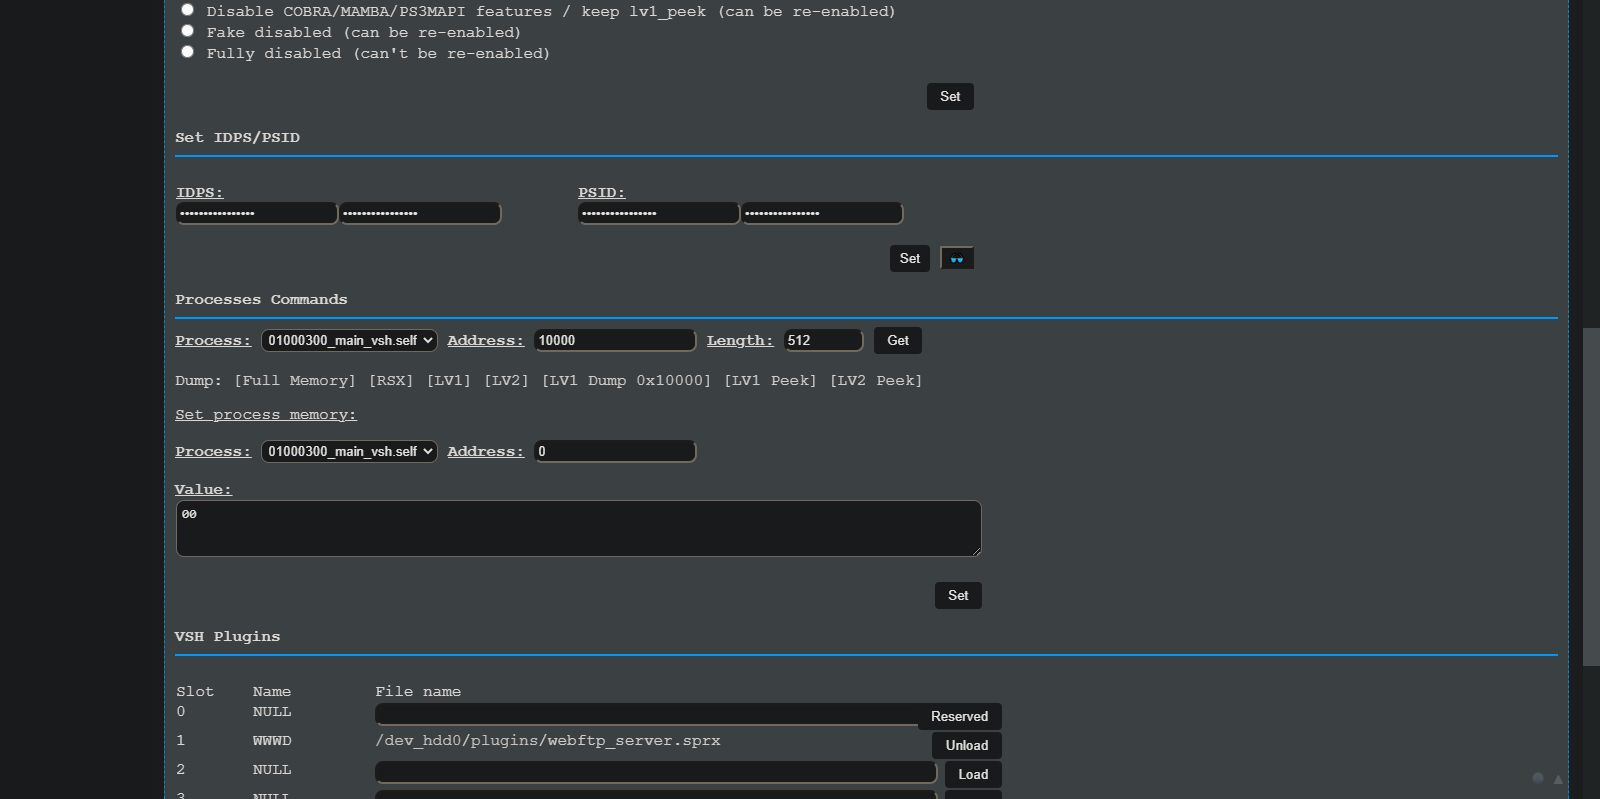 Disable COBRA/MAMBA/PS3MAPI features / keep lv1_peek (can be re-enabled)
Fake disabled (can be re-enabled)
Fully disabled (can't be re-enabled)
Set
Set IDPS/PSID
IDPS: PSID:
•••••••••••••••• •••••••••••••••• •••••••••••••••• ••••••••••••••••
Set
Processes Commands
Process: 01000300_main_vsh.self Address: 10000 Length: 512 Get
Dump: [Full Memory] [RSX] [LV1] [LV2] [LV1 Dump 0x10000] [LV1 Peek] [LV2 Peek]
Set process memory:
Process: 01000300_main_vsh.self Address: 0
Value:
00
Set
VSH Plugins
Slot Name File name
0 NULL Reserved
1 WWWD /dev_hdd0/plugins/webftp_server.sprx Unload
2 NULL Load
3 NULL